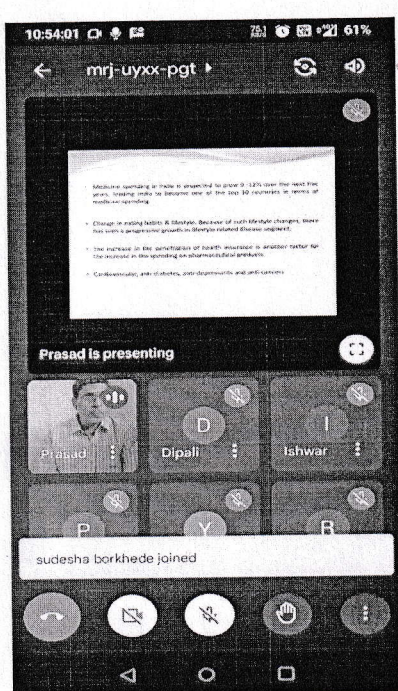 10:54:01 61%
mrj-uyxx-pgt
Medicine spending in India is projected to grow 9-12% over the next five
years, leading India to become one of the top 10 countries in terms of
medicine spending.
Change in eating habits & lifestyle. Because of such lifestyle changes, there
has been a progressive growth in lifestyle related disease segment.
The increase in the penetration of health insurance is another factor for
the increase in the spending on pharmaceutical products.
Cardiovascular, anti-diabetes, anti-depressants and anti-cancers
Prasad is presenting
Prasad
D
Dipali
I
Ishwar
P
Y
sudesha borkhede joined